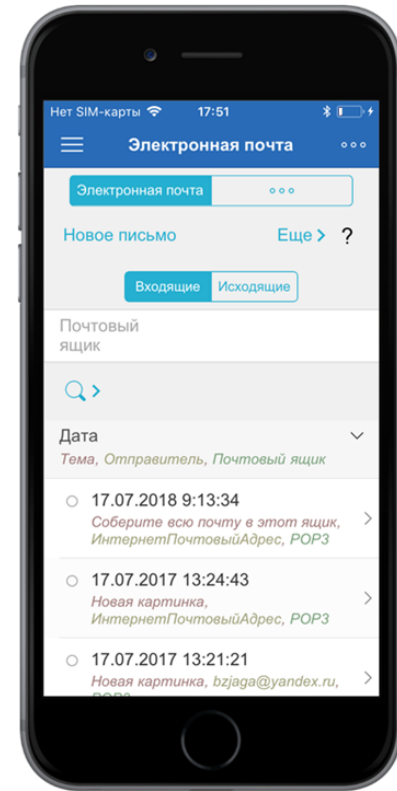 Нет SIM-карты 17:51
Электронная почта
Электронная почта
Новое письмо Еще ?
Входящие Исходящие
Почтовый
ящик
Дата
Тема, Отправитель, Почтовый ящик
17.07.2018 9:13:34
Соберите всю почту в этот ящик,
ИнтернетПочтовыйАдрес, POP3
17.07.2017 13:24:43
Новая картинка,
ИнтернетПочтовыйАдрес, POP3
17.07.2017 13:21:21
Новая картинка, bzjaga@yandex.ru,